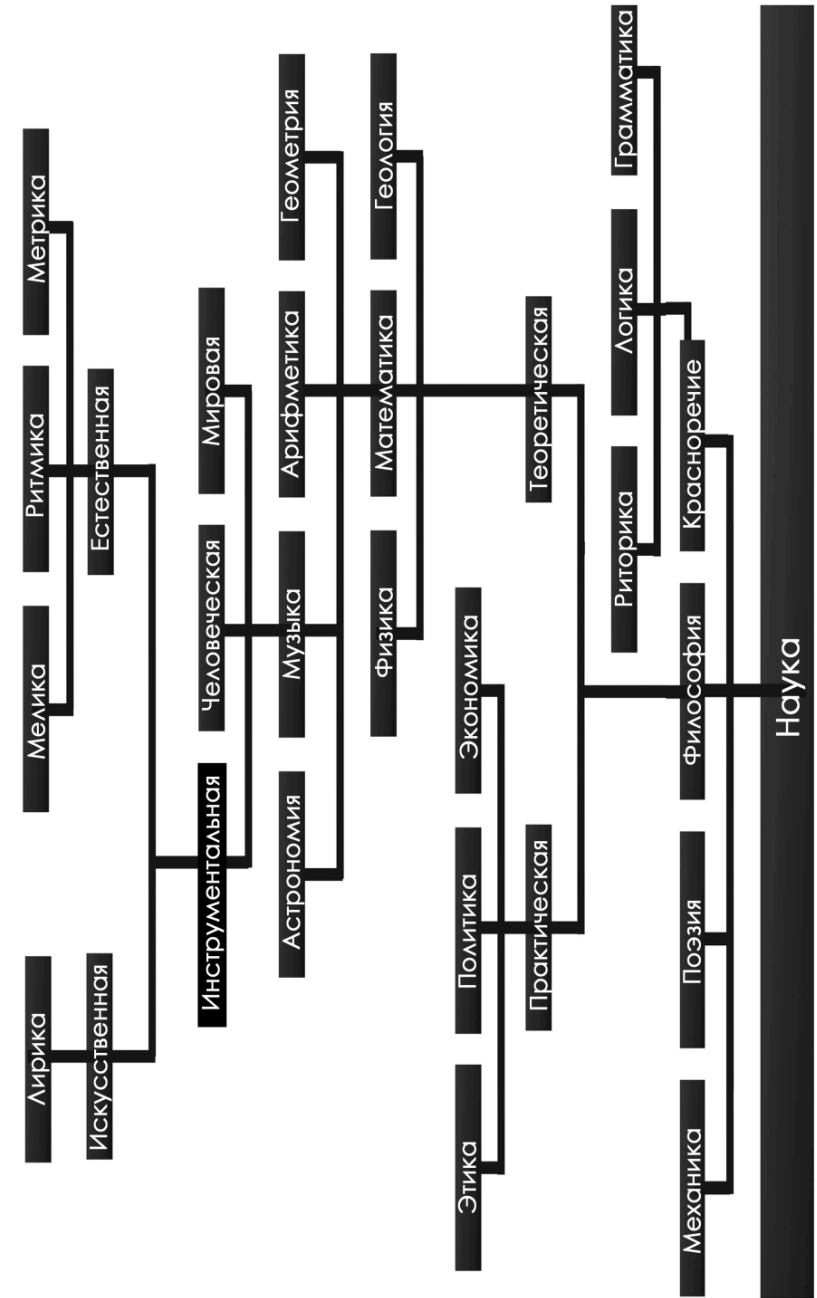 Лирика
Мелика
Ритмика
Метрика
Искусственная
Естественная
Инструментальная
Человеческая
Мировая
Астрономия
Музыка
Арифметика
Геометрия
Физика
Математика
Геология
Этика
Политика
Экономика
Практическая
Теоретическая
Риторика
Логика
Грамматика
Механика
Поэзия
Философия
Красноречие
Наука